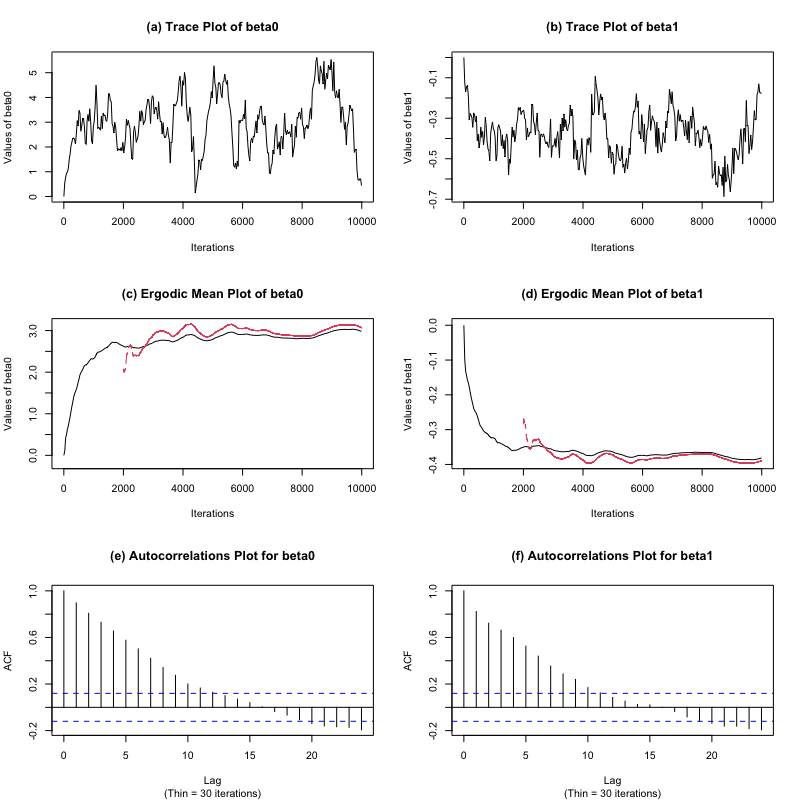 (a) Trace Plot of beta0
Values of beta0
0 1 2 3 4 5
0 2000 4000 6000 8000 10000
Iterations
(b) Trace Plot of beta1
Values of beta1
-0.7 -0.5 -0.3 -0.1
0 2000 4000 6000 8000 10000
Iterations
(c) Ergodic Mean Plot of beta0
Values of beta0
0.0 1.0 2.0 3.0
0 2000 4000 6000 8000 10000
Iterations
(d) Ergodic Mean Plot of beta1
Values of beta1
-0.4 -0.3 -0.2 -0.1 0.0
0 2000 4000 6000 8000 10000
Iterations
(e) Autocorrelations Plot for beta0
ACF
-0.2 0.2 0.6 1.0
0 5 10 15 20
Lag
(Thin = 30 iterations)
(f) Autocorrelations Plot for beta1
ACF
-0.2 0.2 0.6 1.0
0 5 10 15 20
Lag
(Thin = 30 iterations)